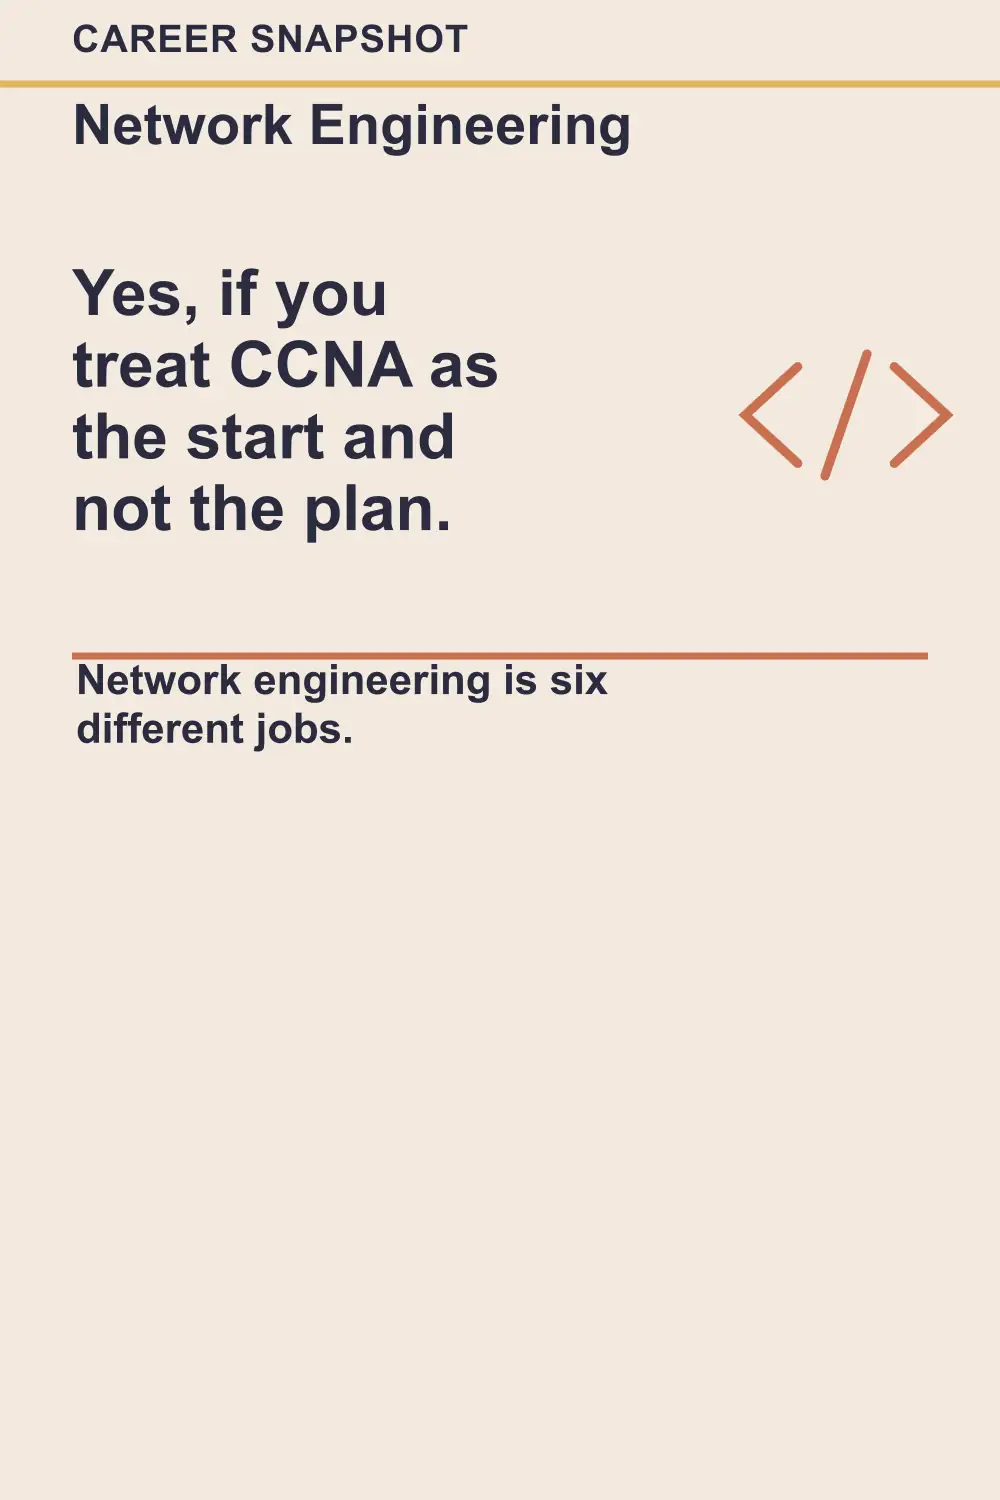 CAREER SNAPSHOT
Network Engineering
Yes, if you
treat CCNA as
the start and
not the plan.
Network engineering is six
different jobs.